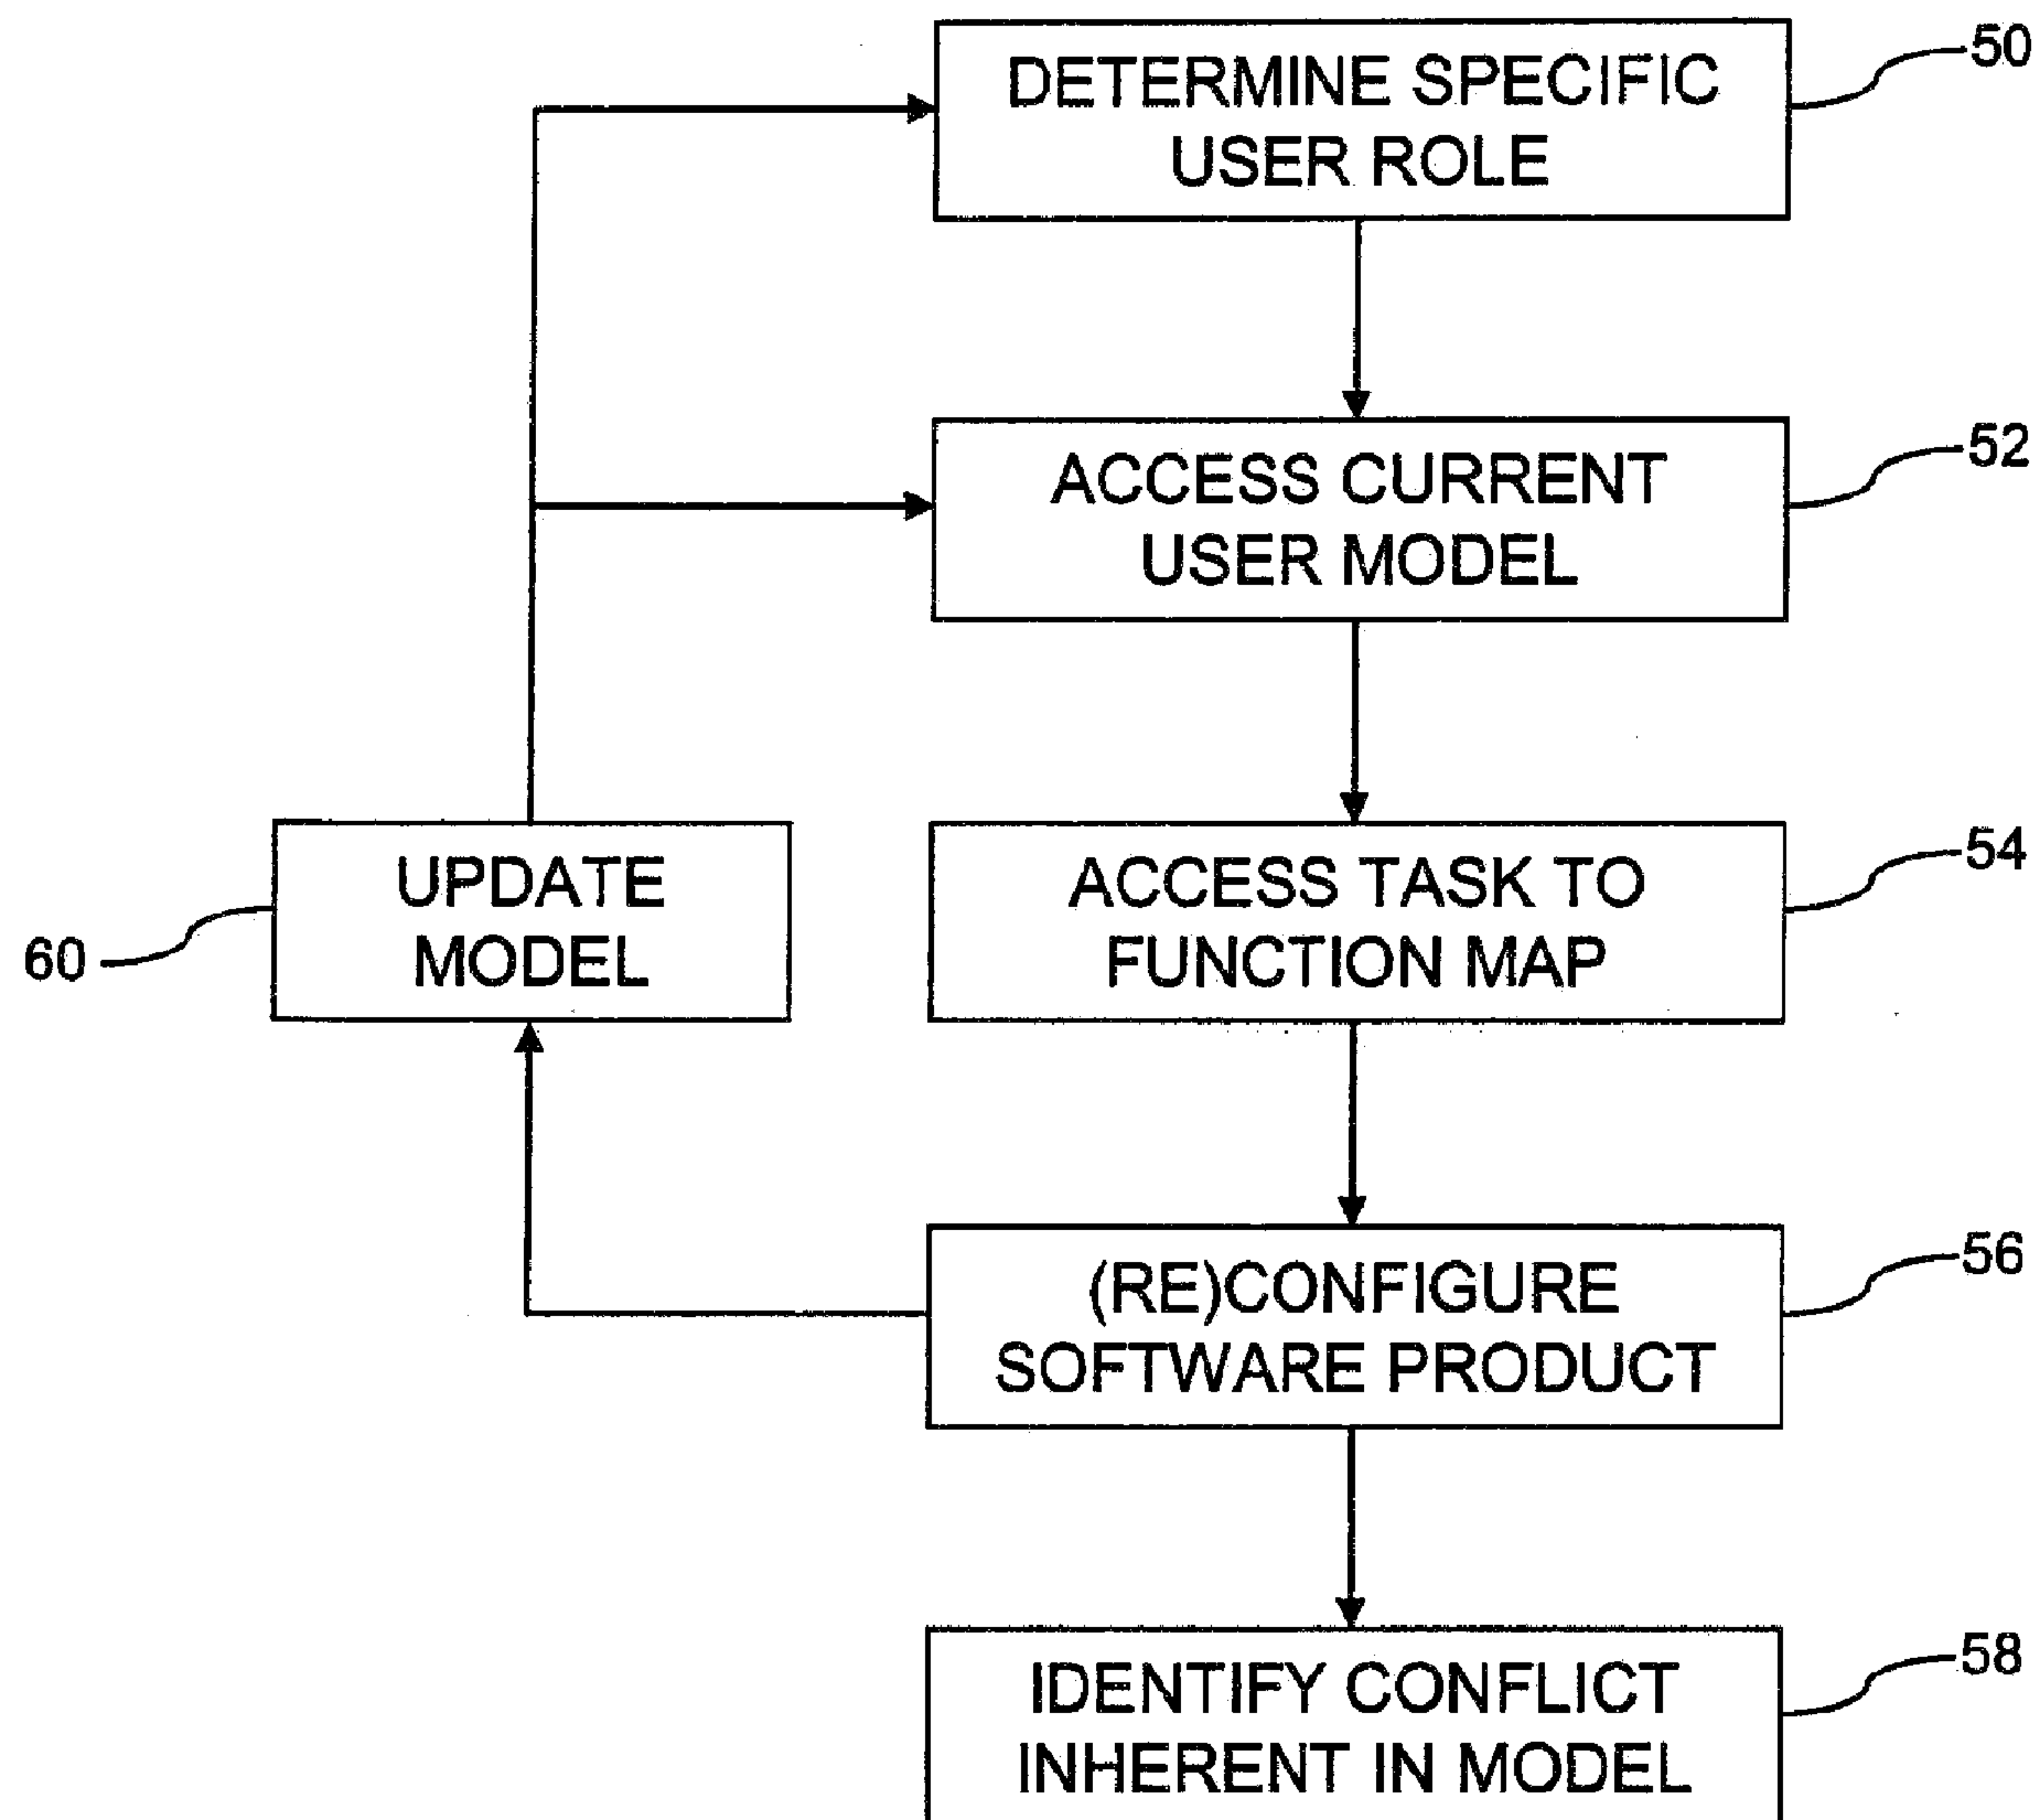 DETERMINE SPECIFIC
USER ROLE
50
ACCESS CURRENT
USER MODEL
52
UPDATE
MODEL
60
ACCESS TASK TO
FUNCTION MAP
54
(RE)CONFIGURE
SOFTWARE PRODUCT
56
IDENTIFY CONFLICT
INHERENT IN MODEL
58